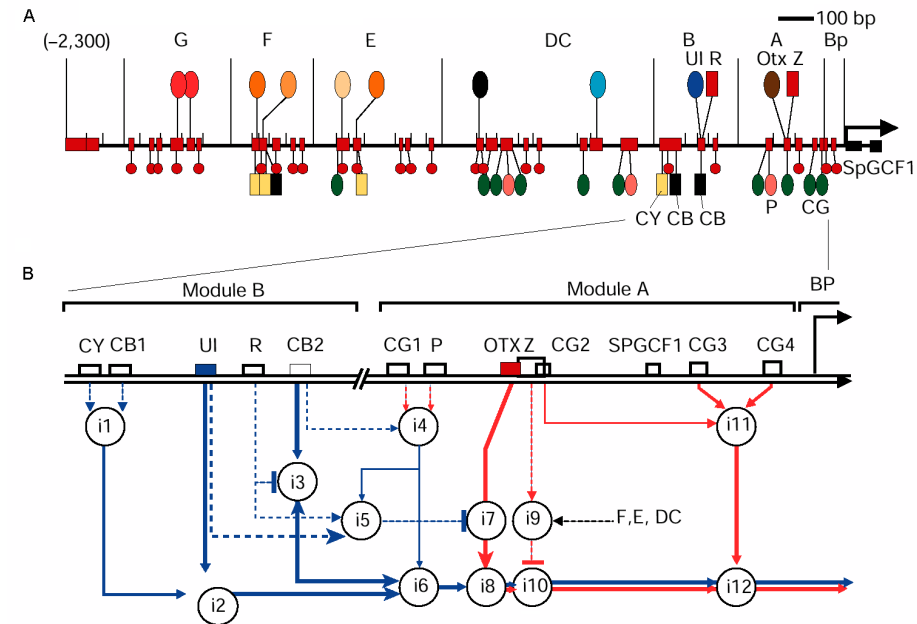 A
100 bp
(−2,300) G F E DC B A Bp
UI R Otx Z
SpGCF1
CY CB CB P CG
B
Module B Module A BP
CY CB1 UI R CB2 CG1 P OTX Z CG2 SPGCF1 CG3 CG4
i1 i4 i11
i3
i5 i7 i9 F,E, DC
i2 i6 i8 i10 i12